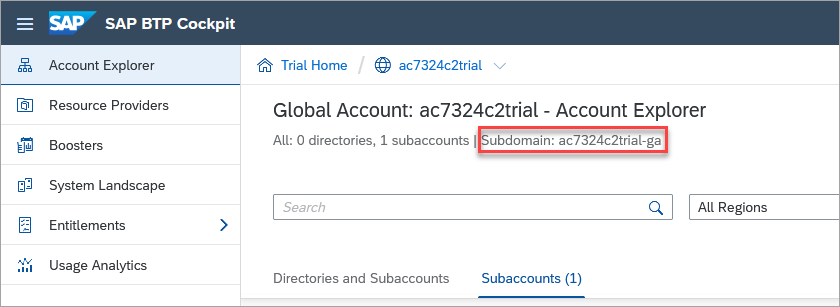 SAP SAP BTP Cockpit
Account Explorer
Resource Providers
Boosters
System Landscape
Entitlements
Usage Analytics
Trial Home / ac7324c2trial
Global Account: ac7324c2trial - Account Explorer
All: 0 directories, 1 subaccounts | Subdomain: ac7324c2trial-ga
Search
All Regions
Directories and Subaccounts
Subaccounts (1)